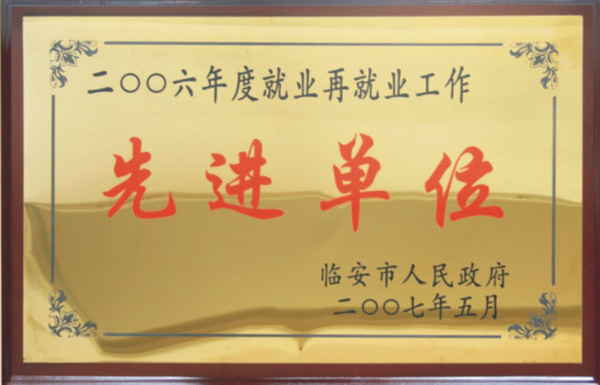 二〇〇六年度就业再就业工作
先进单位
临安市人民政府
二〇〇七年五月